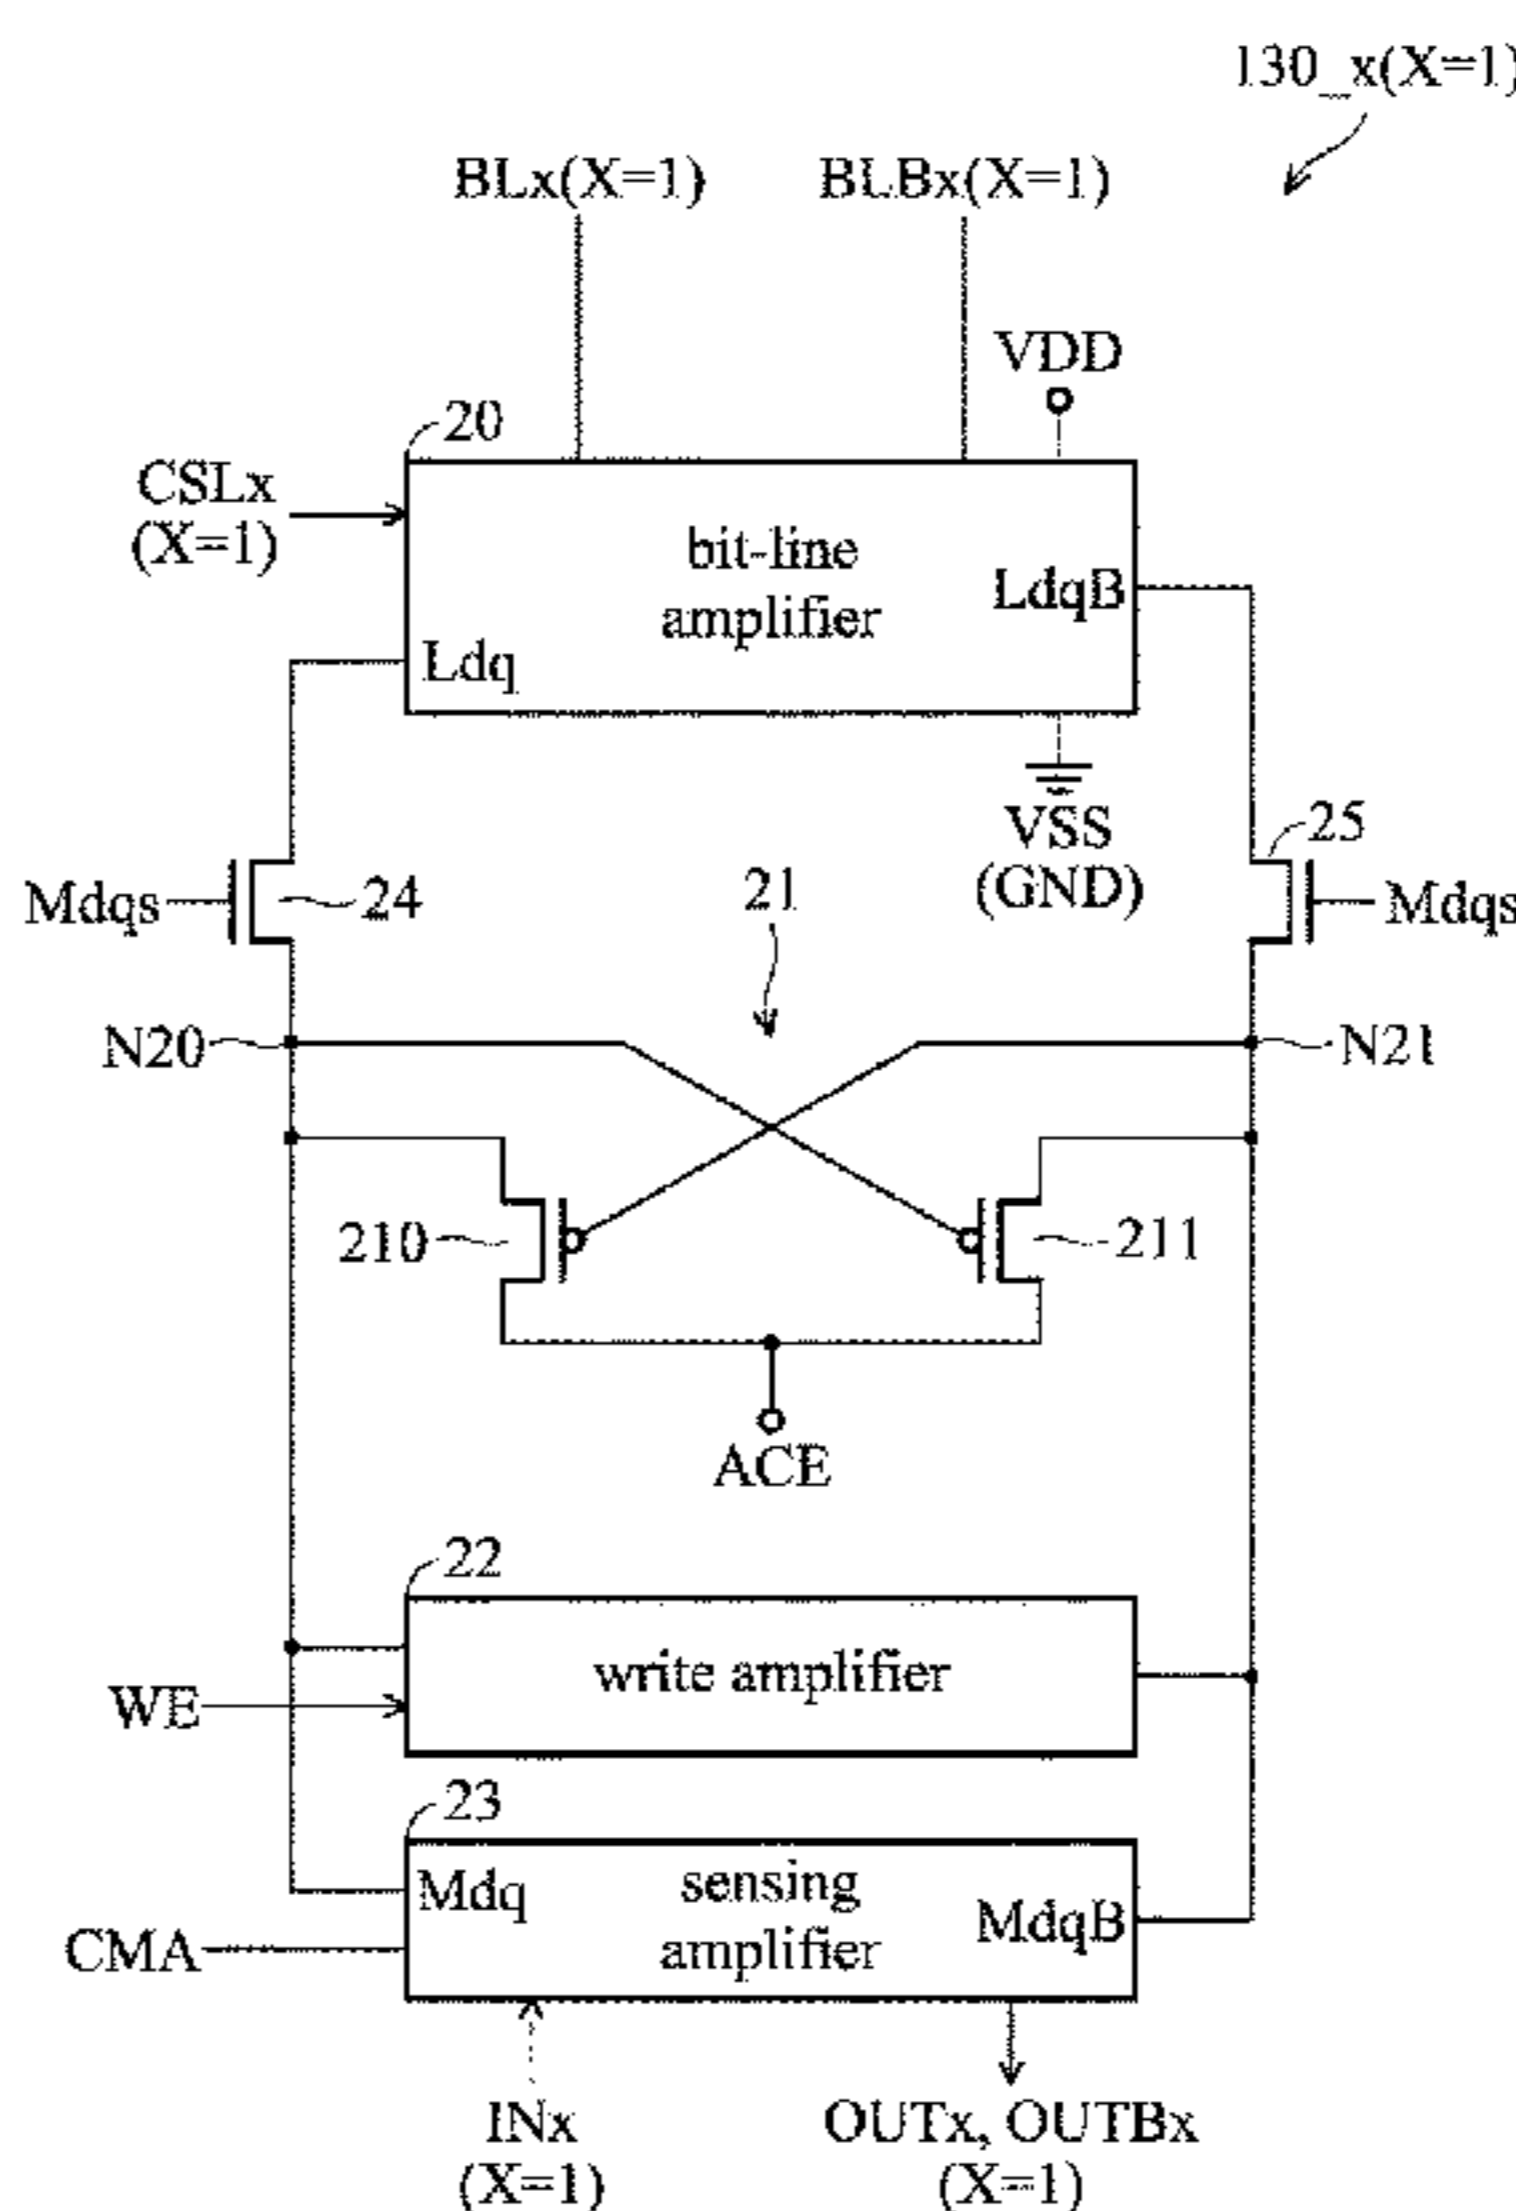 130_x(X=1)
BLx(X=1)
BLBx(X=1)
VDD
20
CSLx
(X=1)
bit-line
amplifier
LdqB
Ldq
VSS
(GND)
25
Mdqs
24
21
Mdqs
N20
N21
210
211
ACE
22
write amplifier
WE
23
Mdq
sensing
amplifier
MdqB
CMA
INx
(X=1)
OUTx, OUTBx
(X=1)